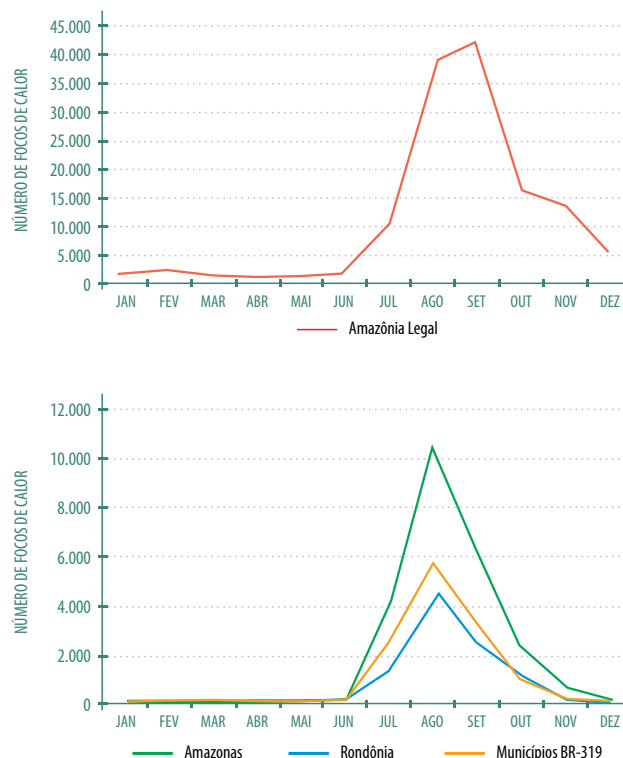 NÚMERO DE FOCOS DE CALOR
45.000
40.000
35.000
30.000
25.000
20.000
15.000
10.000
5.000
0
JAN FEV MAR ABR MAI JUN JUL AGO SET OUT NOV DEZ
Amazônia Legal
NÚMERO DE FOCOS DE CALOR
12.000
10.000
8.000
6.000
4.000
2.000
0
JAN FEV MAR ABR MAI JUN JUL AGO SET OUT NOV DEZ
Amazonas Rondônia Municípios BR-319